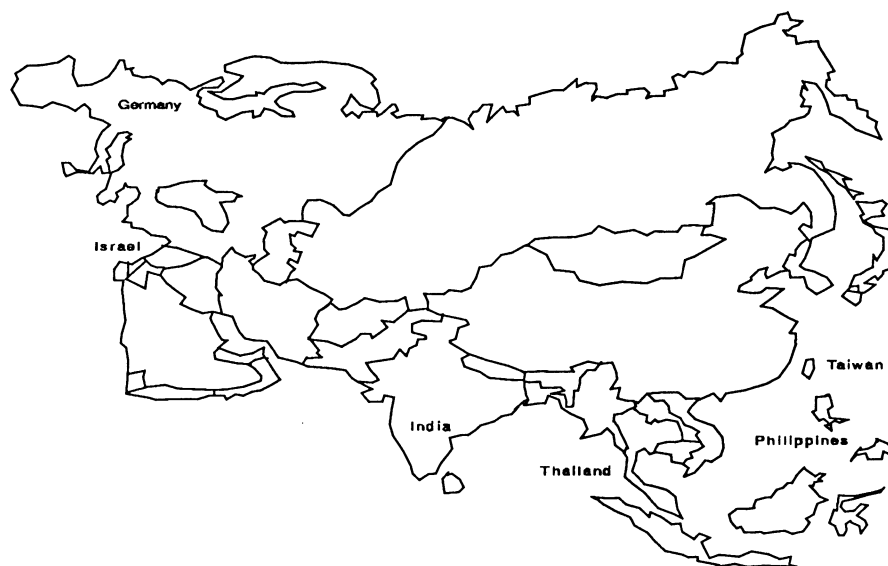 Germany
Israel
Taiwan
India
Philippines
Thailand